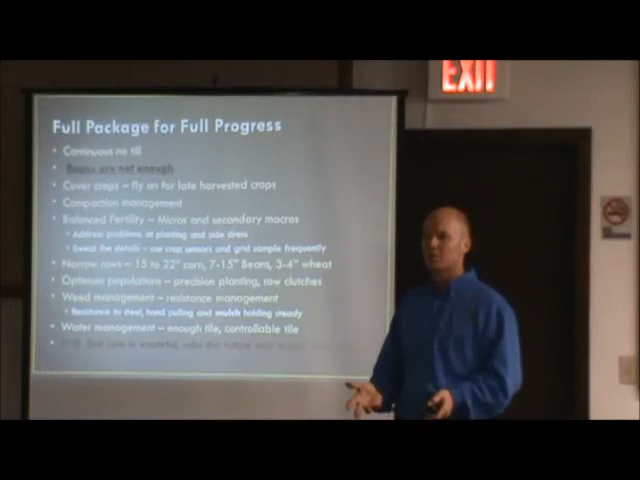 EXIT
Full Package for Full Progress
• Continuous no till
• Beans are not enough
• Cover crops – fly on for late harvested crops
• Compaction management
• Balanced Fertility – Micros and secondary macros
• Address problems at planting and side dress
• Sweat the details – use crop sensors and grid sample frequently
• Narrow rows – 15 to 22" corn, 7-15" Beans, 3-4" wheat
• Optimum populations – precision planting, row clutches
• Weed management – resistance management
• Resistance to steel, hand pulling and mulch holding steady
• Water management – enough tile, controllable tile